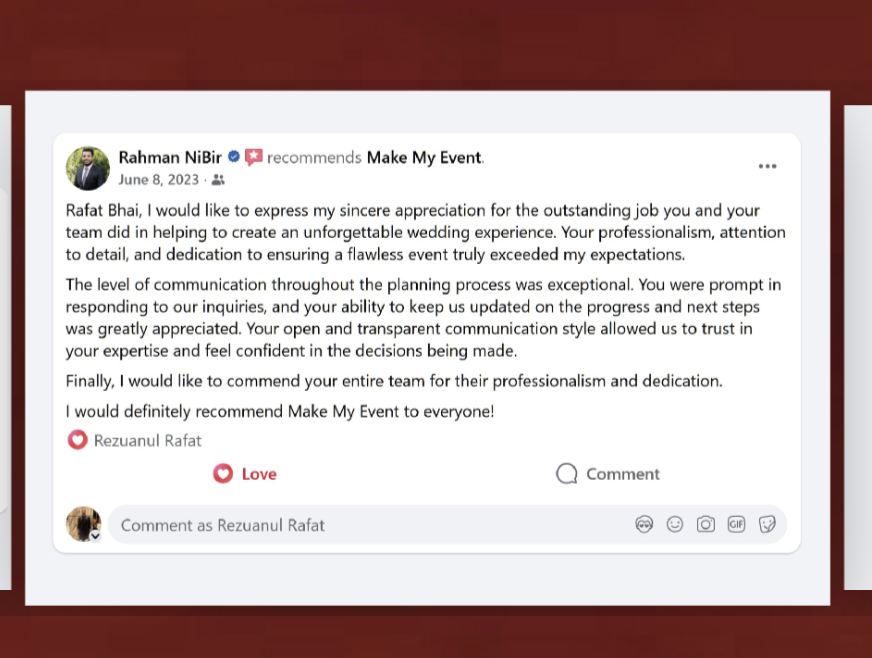 Rahman NiBir recommends Make My Event.
June 8, 2023 ·
Rafat Bhai, I would like to express my sincere appreciation for the outstanding job you and your
team did in helping to create an unforgettable wedding experience. Your professionalism, attention
to detail, and dedication to ensuring a flawless event truly exceeded my expectations.
The level of communication throughout the planning process was exceptional. You were prompt in
responding to our inquiries, and your ability to keep us updated on the progress and next steps
was greatly appreciated. Your open and transparent communication style allowed us to trust in
your expertise and feel confident in the decisions being made.
Finally, I would like to commend your entire team for their professionalism and dedication.
I would definitely recommend Make My Event to everyone!
Rezuanul Rafat
Love Comment
Comment as Rezuanul Rafat GIF